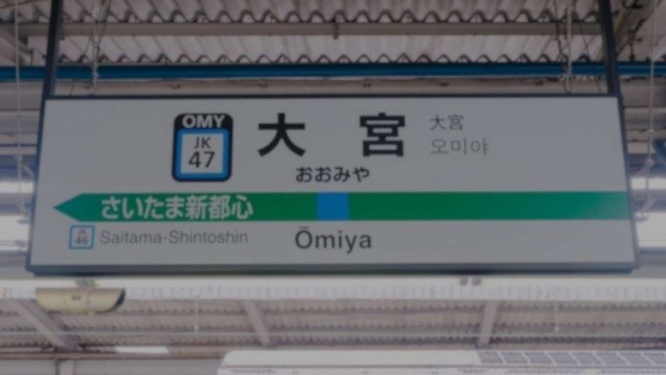 OMY
JK
47
大宮
おおみや
大宮
오미야
さいたま新都心
JK
46
Saitama-Shintoshin
Ōmiya